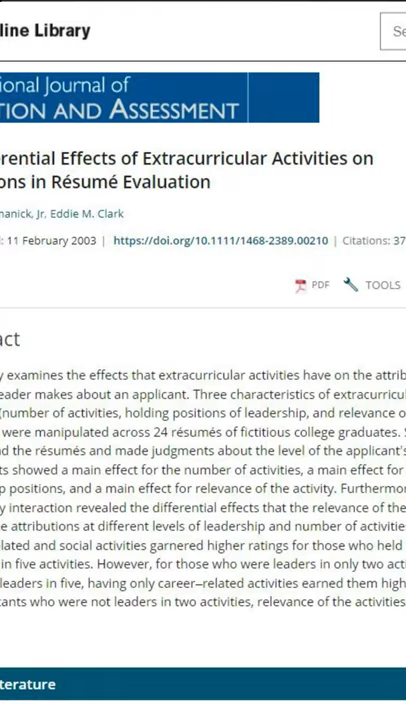 line Library
Se
ional Journal of
TION AND ASSESSMENT
rential Effects of Extracurricular Activities on
ons in Résumé Evaluation
manick, Jr, Eddie M. Clark
: 11 February 2003 | https://doi.org/10.1111/1468-2389.00210 | Citations: 37
PDF TOOLS
act
y examines the effects that extracurricular activities have on the attrib
eader makes about an applicant. Three characteristics of extracurricul
(number of activities, holding positions of leadership, and relevance o
were manipulated across 24 résumés of fictitious college graduates. S
d the résumés and made judgments about the level of the applicant's
ts showed a main effect for the number of activities, a main effect for
p positions, and a main effect for relevance of the activity. Furthermor
y interaction revealed the differential effects that the relevance of the
e attributions at different levels of leadership and number of activitie
lated and social activities garnered higher ratings for those who held
in five activities. However, for those who were leaders in only two acti
leaders in five, having only career–related activities earned them high
ants who were not leaders in two activities, relevance of the activities
terature